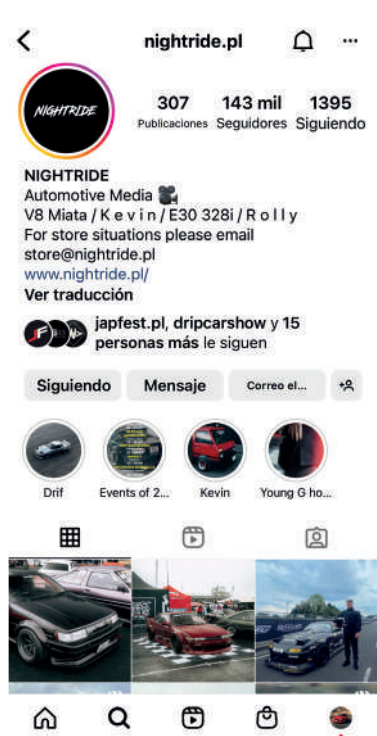 nightride.pl
NIGHTRIDE
307 143 mil 1395
Publicaciones Seguidores Siguiendo
NIGHTRIDE
Automotive Media
V8 Miata / K e v i n / E30 328i / R o l l y
For store situations please email
store@nightride.pl
www.nightride.pl/
Ver traducción
japfest.pl, dripcarshow y 15
personas más le siguen
Siguiendo Mensaje Correo el...
Drif Events of 2... Kevin Young G ho...